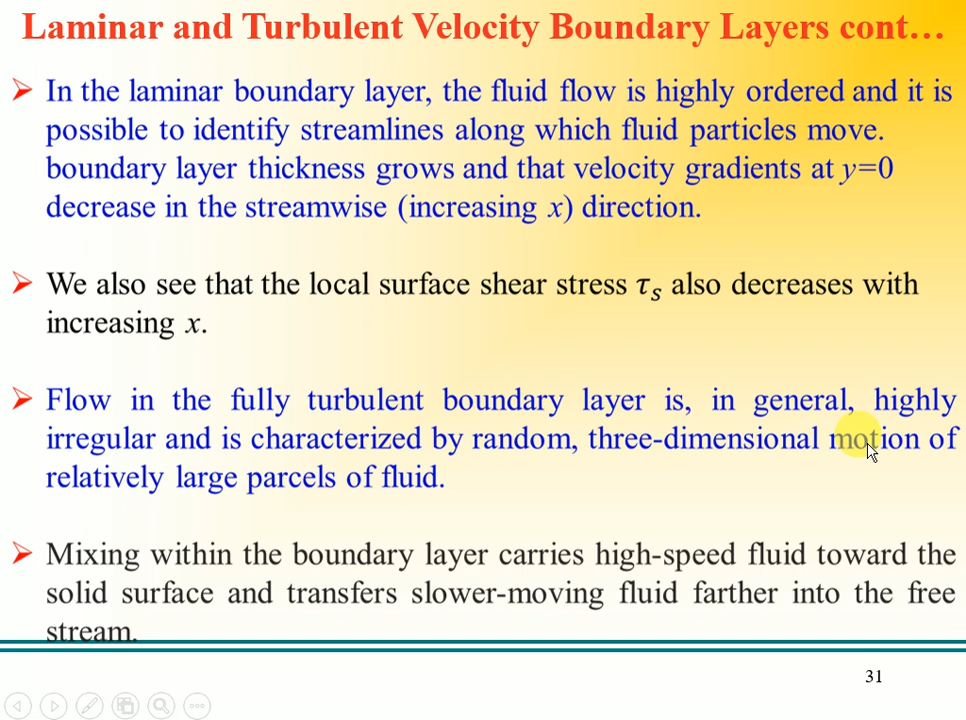 Laminar and Turbulent Velocity Boundary Layers cont…
In the laminar boundary layer, the fluid flow is highly ordered and it is
possible to identify streamlines along which fluid particles move.
boundary layer thickness grows and that velocity gradients at y=0
decrease in the streamwise (increasing x) direction.
We also see that the local surface shear stress τₛ also decreases with
increasing x.
Flow in the fully turbulent boundary layer is, in general, highly
irregular and is characterized by random, three-dimensional motion of
relatively large parcels of fluid.
Mixing within the boundary layer carries high-speed fluid toward the
solid surface and transfers slower-moving fluid farther into the free
stream.
31